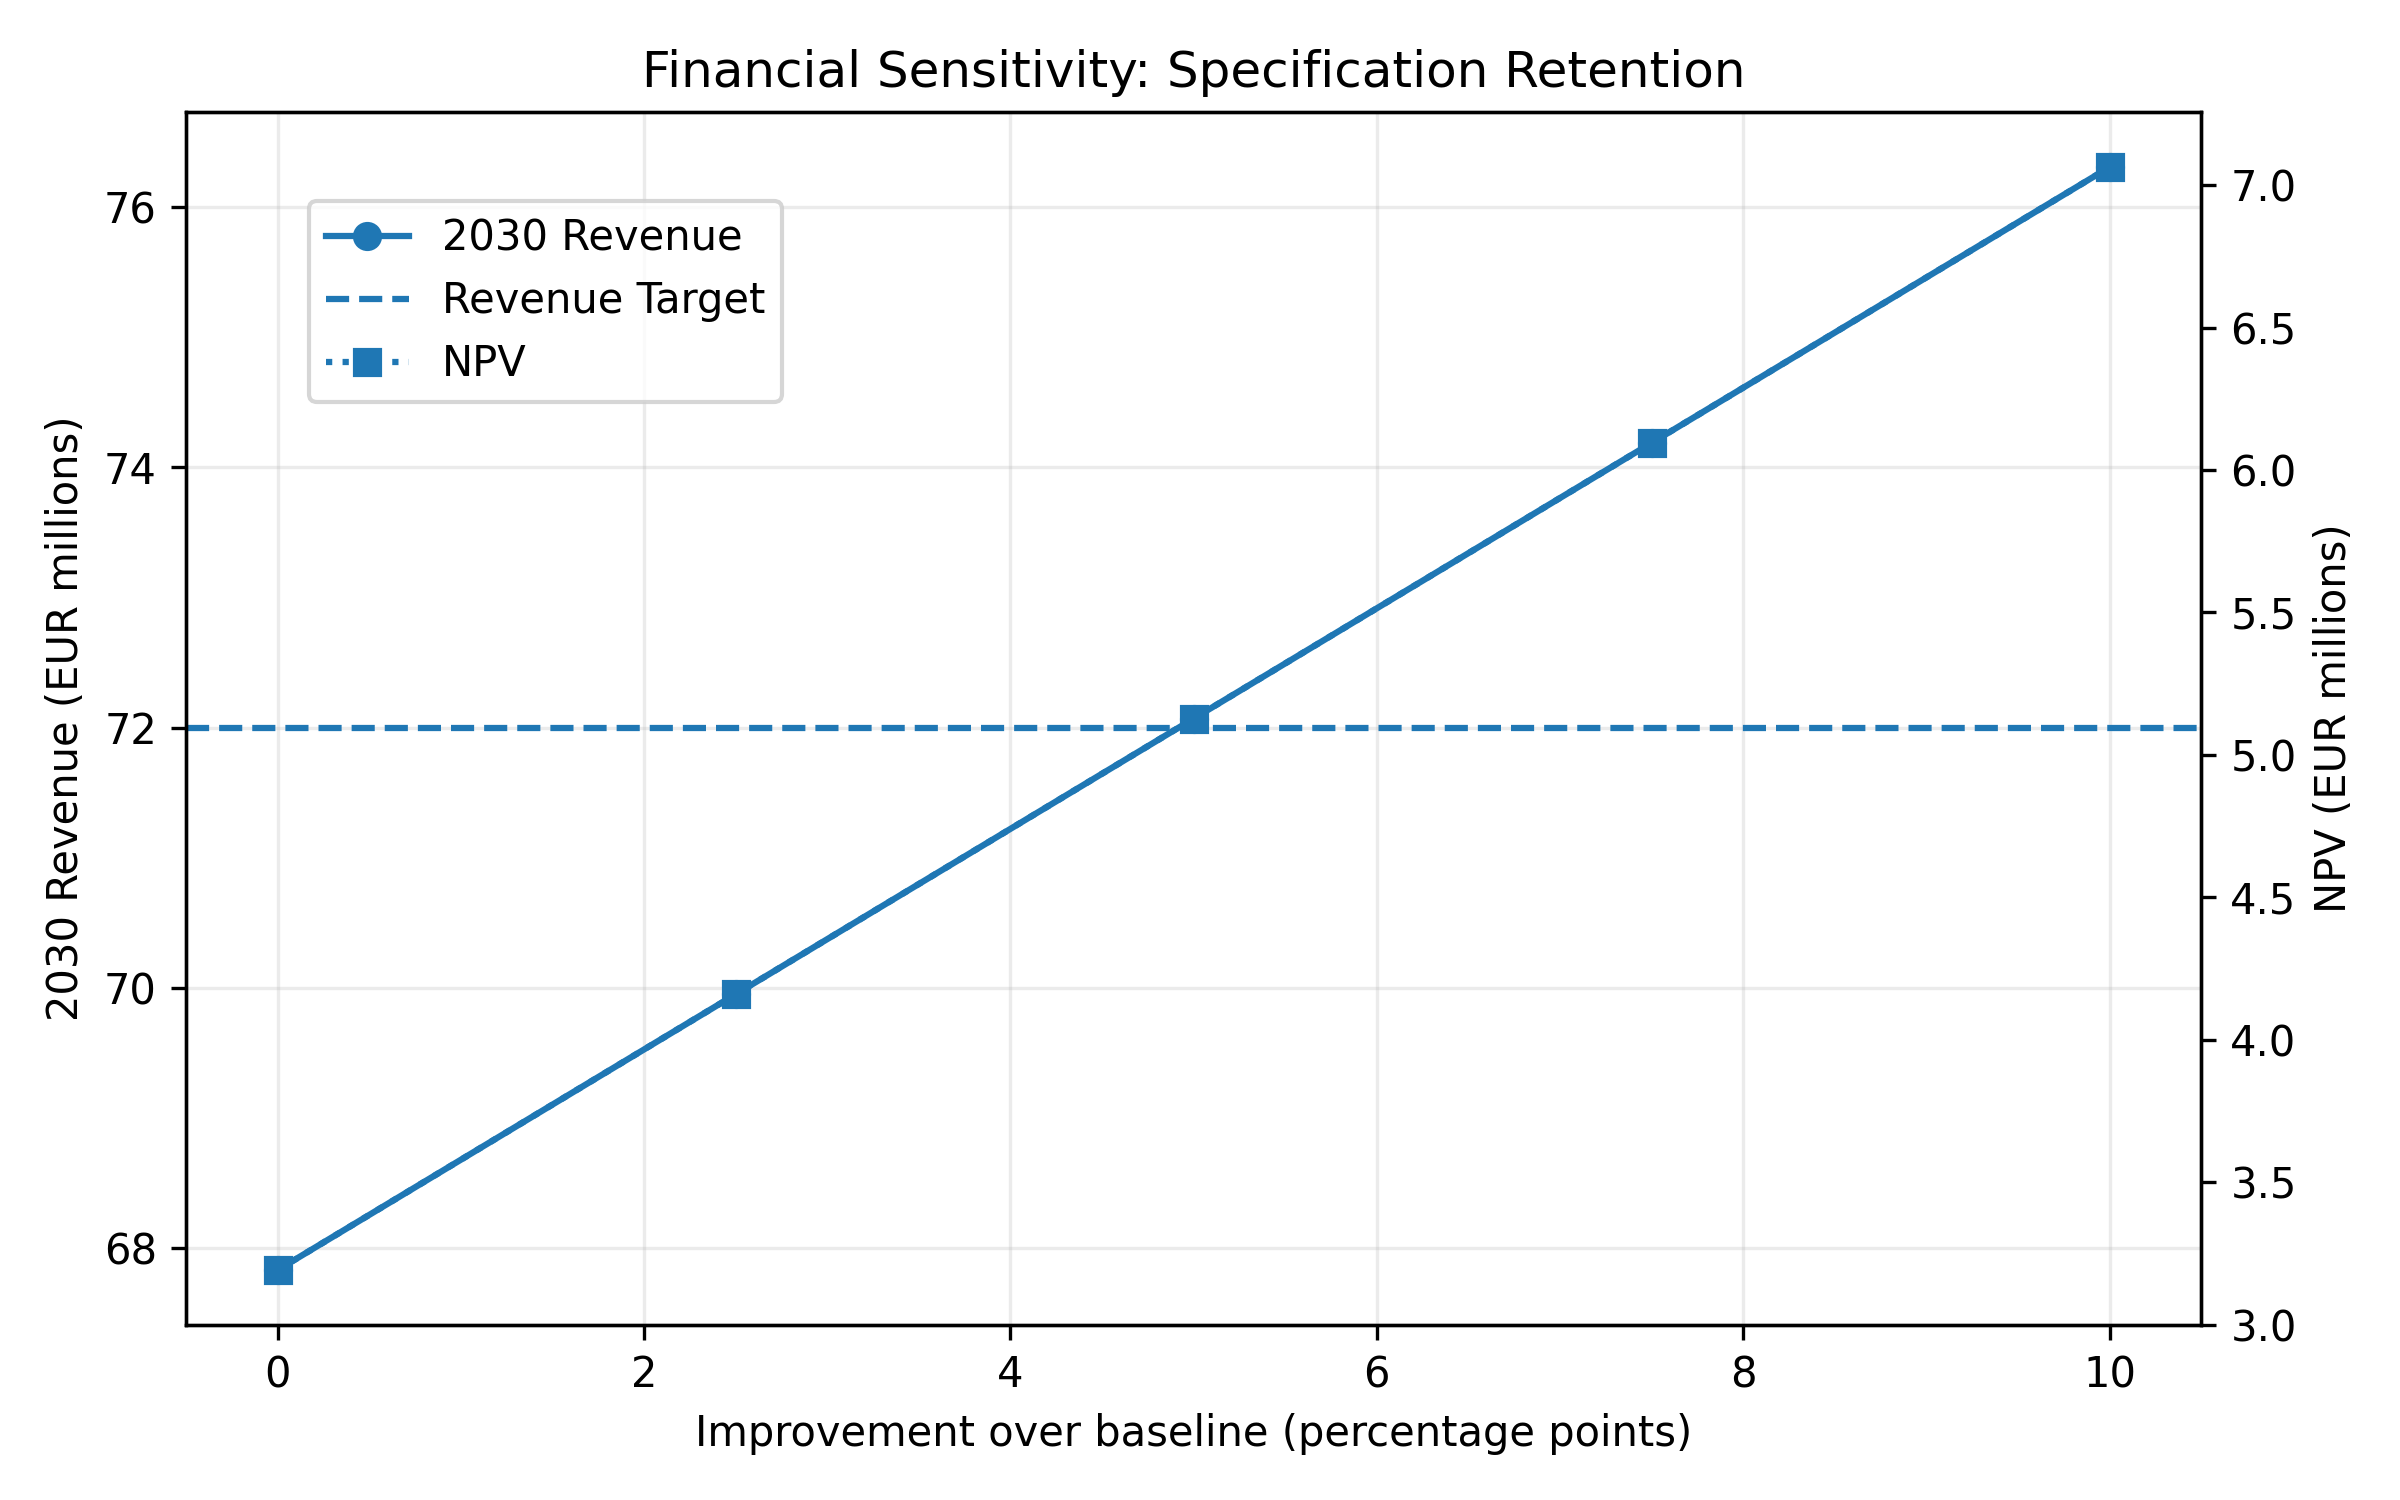 Financial Sensitivity: Specification Retention
2030 Revenue
Revenue Target
NPV
2030 Revenue (EUR millions)
76
74
72
70
68
7.0
6.5
6.0
5.5
5.0
4.5
4.0
3.5
3.0
NPV (EUR millions)
0 2 4 6 8 10
Improvement over baseline (percentage points)